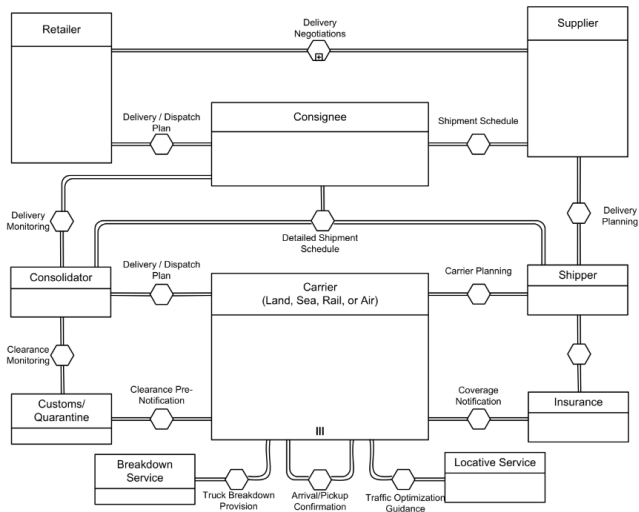 Delivery
Negotiations
Retailer
Supplier
Delivery / Dispatch
Plan
Consignee
Shipment Schedule
Delivery
Monitoring
Delivery
Planning
Detailed Shipment
Schedule
Consolidator
Delivery / Dispatch
Plan
Carrier
(Land, Sea, Rail, or Air)
Carrier Planning
Shipper
Clearance
Monitoring
Clearance Pre-
Notification
Coverage
Notification
Customs/
Quarantine
Insurance
Breakdown
Service
Locative Service
Truck Breakdown
Provision
Arrival/Pickup
Confirmation
Traffic Optimization
Guidance